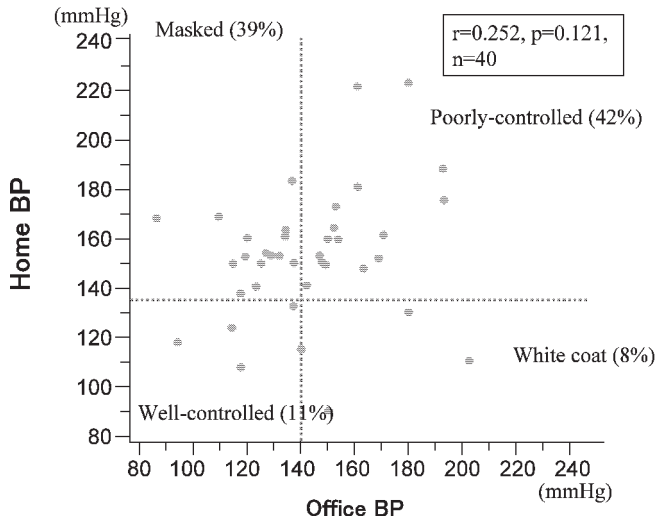 (mmHg)
Masked (39%)
r=0.252, p=0.121,
n=40
Poorly-controlled (42%)
White coat (8%)
Well-controlled (11%)
Home BP
240
220
200
180
160
140
120
100
80
80 100 120 140 160 180 200 220 240
(mmHg)
Office BP